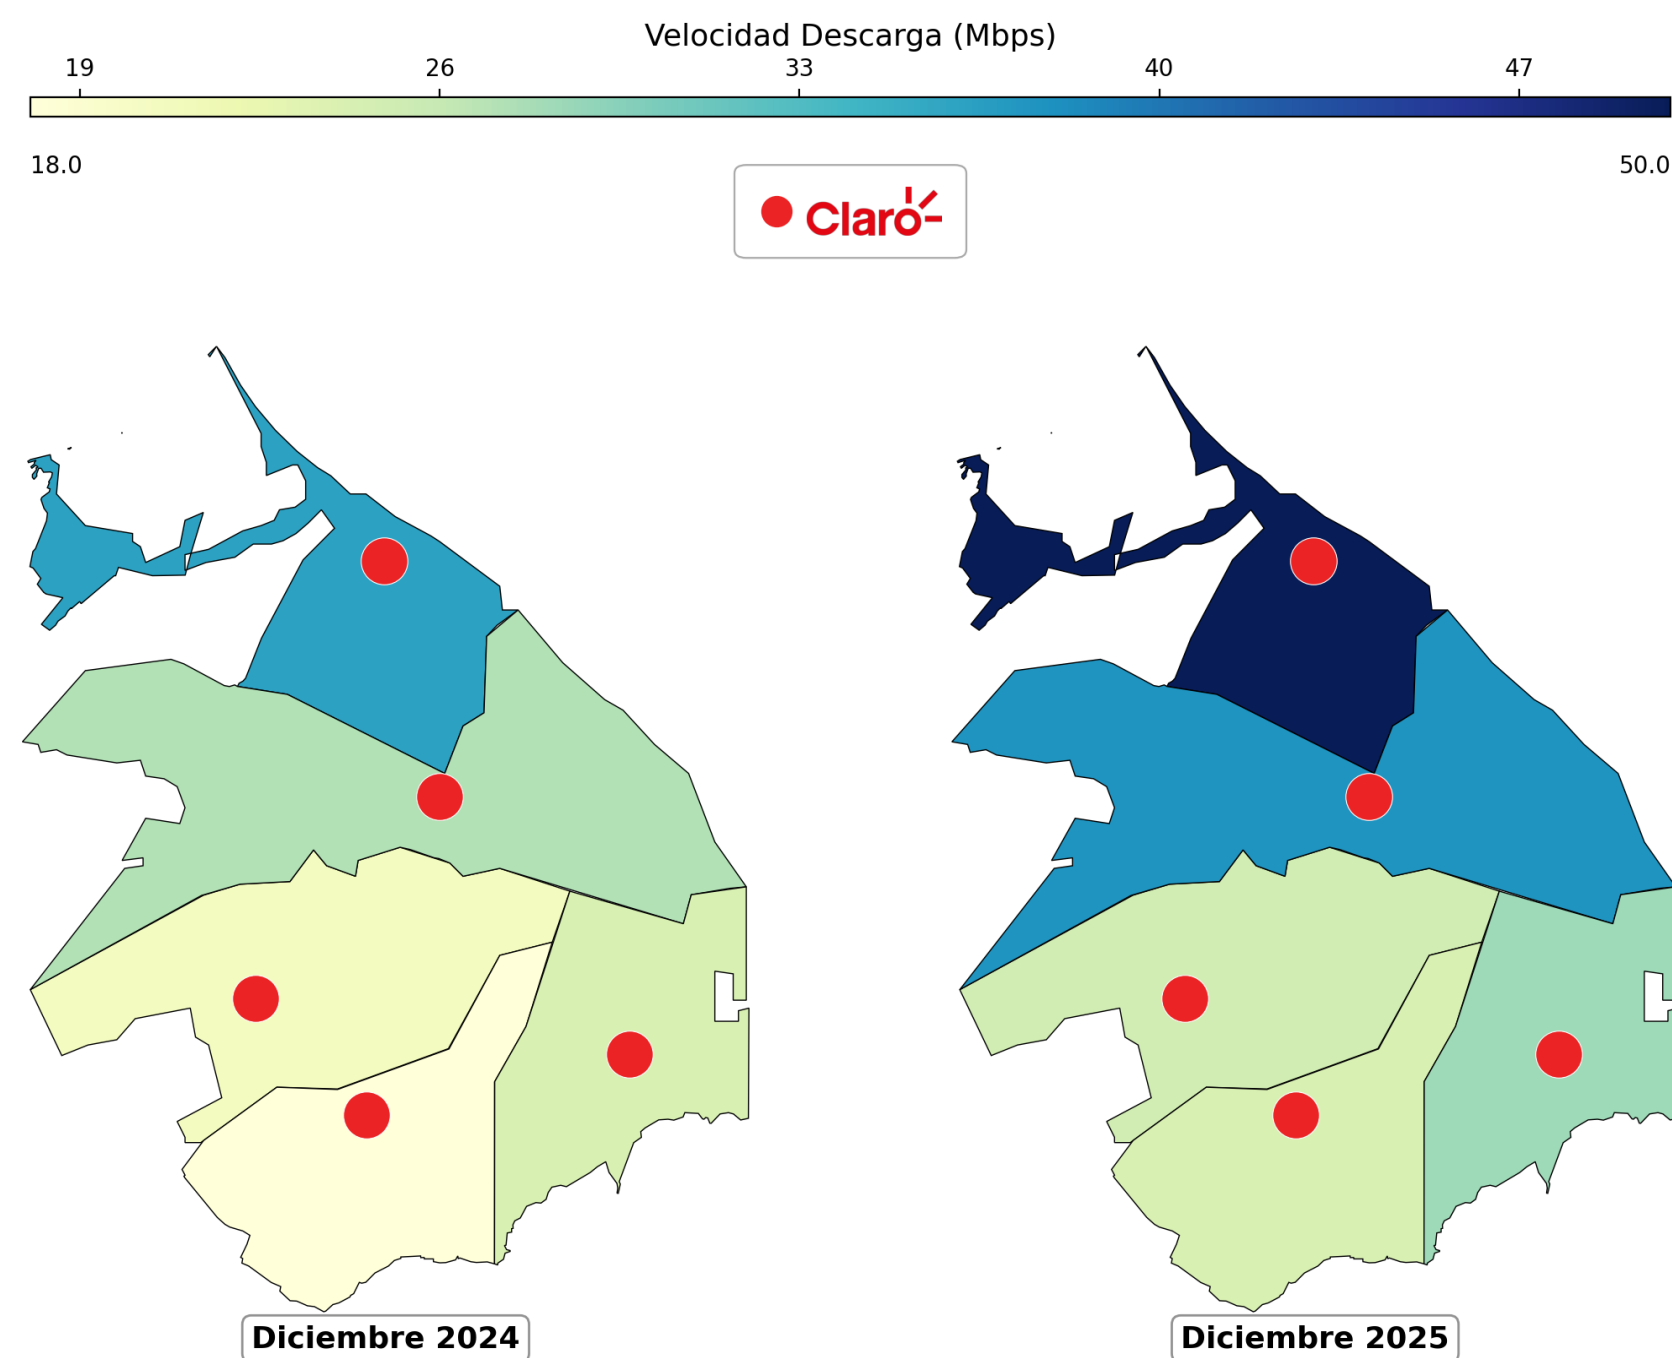 Velocidad Descarga (Mbps)
19 26 33 40 47
18.0 50.0
Claro
Diciembre 2024 Diciembre 2025